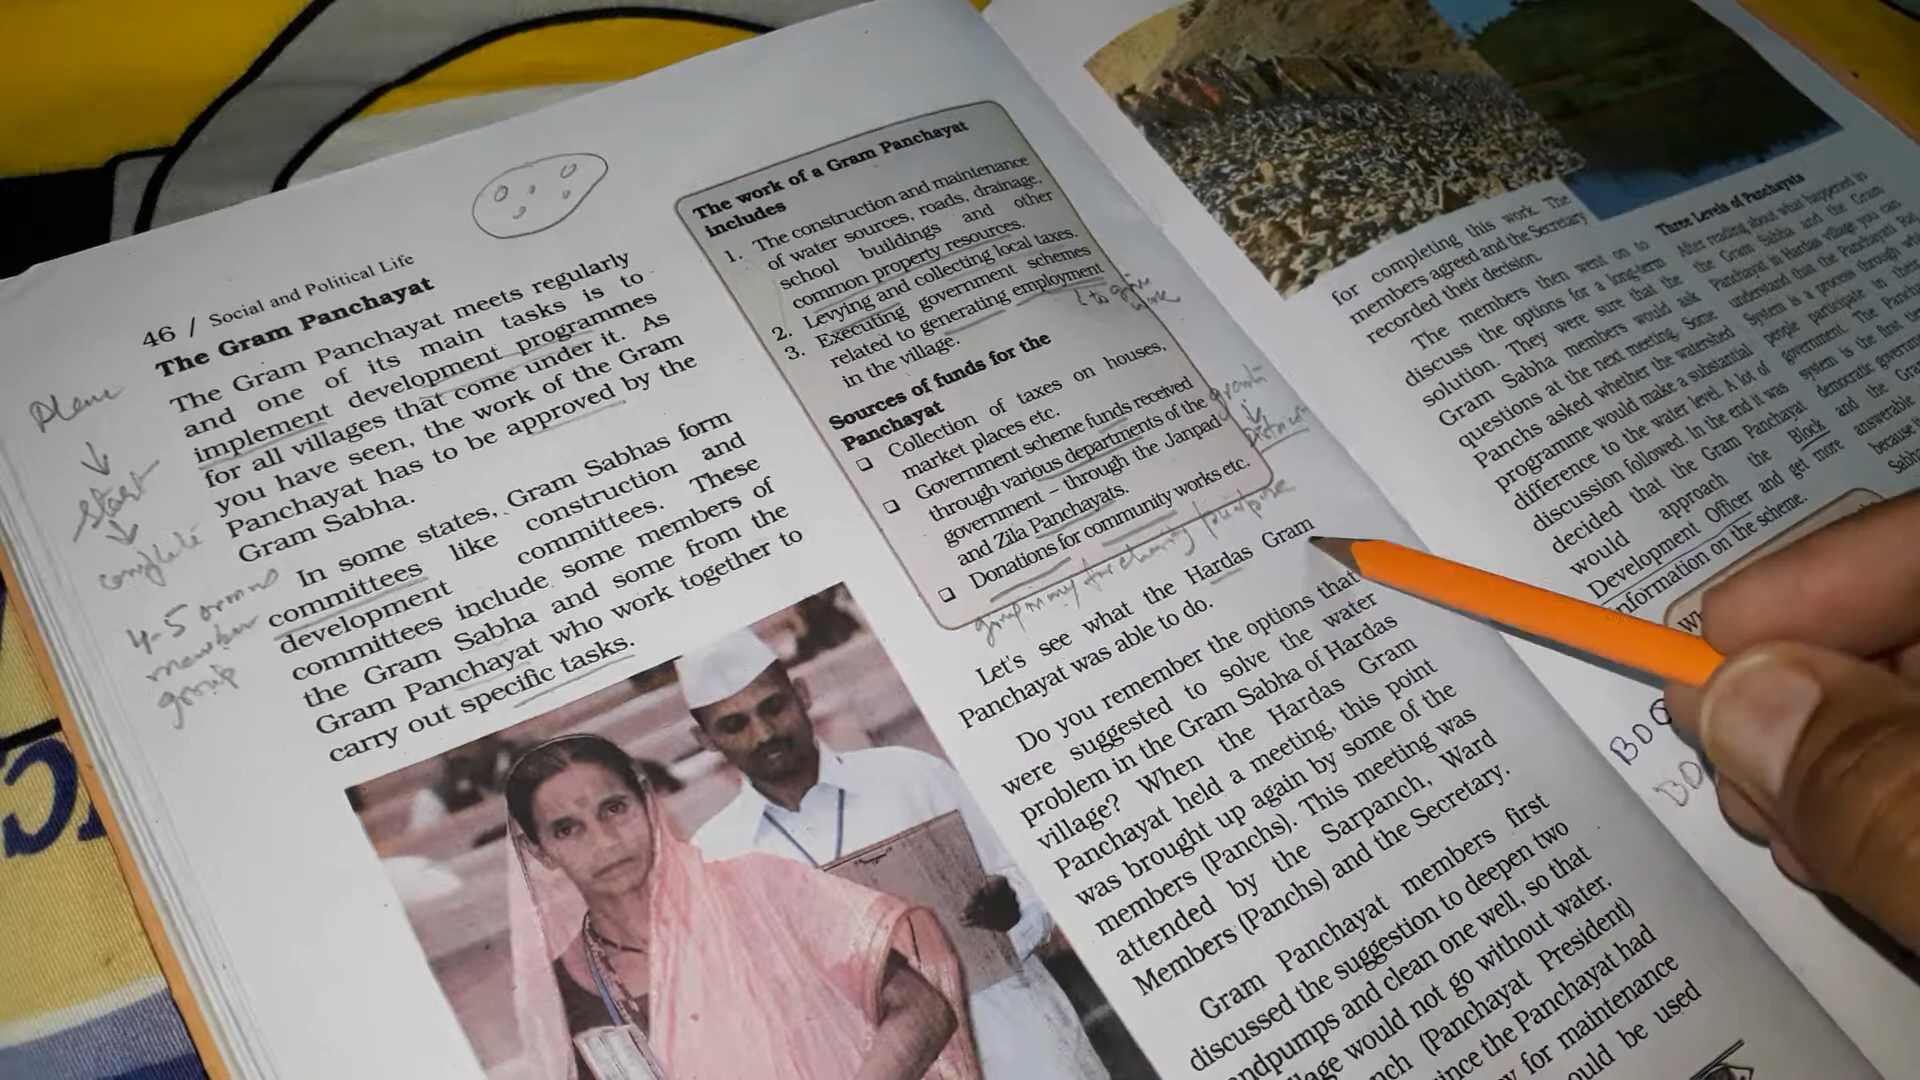 46 / Social and Political Life
The Gram Panchayat
The Gram Panchayat meets regularly
and one of its main tasks is to
implement development programmes
for all villages that come under it. As
you have seen, the work of the Gram
Panchayat has to be approved by the
Gram Sabha.
In some states, Gram Sabhas form
committees like construction and
development committees. These
committees include some members of
the Gram Sabha and some from the
Gram Panchayat who work together to
carry out specific tasks.
start
complete
4-5
group
The work of a Gram Panchayat
includes
1. The construction and maintenance
of water sources, roads, drainage,
school buildings and other
common property resources.
2. Levying and collecting local taxes.
3. Executing government schemes
related to generating employment
in the village.
to give
Sources of funds for the
Panchayat
Collection of taxes on houses,
market places etc.
Government scheme funds received
through various departments of the
government – through the Janpad
and Zila Panchayats.
Donations for community works etc.
District
Let's see what the Hardas Gram
Panchayat was able to do.
Do you remember the options that
were suggested to solve the water
problem in the Gram Sabha of Hardas
village? When the Hardas Gram
Panchayat held a meeting, this point
was brought up again by some of the
members (Panchs). This meeting was
attended by the Sarpanch, Ward
Members (Panchs) and the Secretary.
Gram Panchayat members first
discussed the suggestion to deepen two
andpumps and clean one well, so that
llage would not go without water.
nch (Panchayat President)
ince the Panchayat had
y for maintenance
ould be used
for completing this work. The
members agreed and the Secretary
recorded their decision.
The members then went on to
discuss the options for a long-term
solution. They were sure that the
Gram Sabha members would ask
questions at the next meeting. Some
Panchs asked whether the watershed
programme would make a substantial
difference to the water level. A lot of
discussion followed. In the end it was
decided that the Gram Panchayat
would approach the Block
Development Officer and get more
information on the scheme.
BDO
Three Levels of Panchayats
After reading about what happened in
the Gram Sabha and the Gram
Panchayat in Hardas village you can
understand that the Panchayati Raj
System is a process through
people participate in
government. The
system is the first
democratic
and the
answerable
because